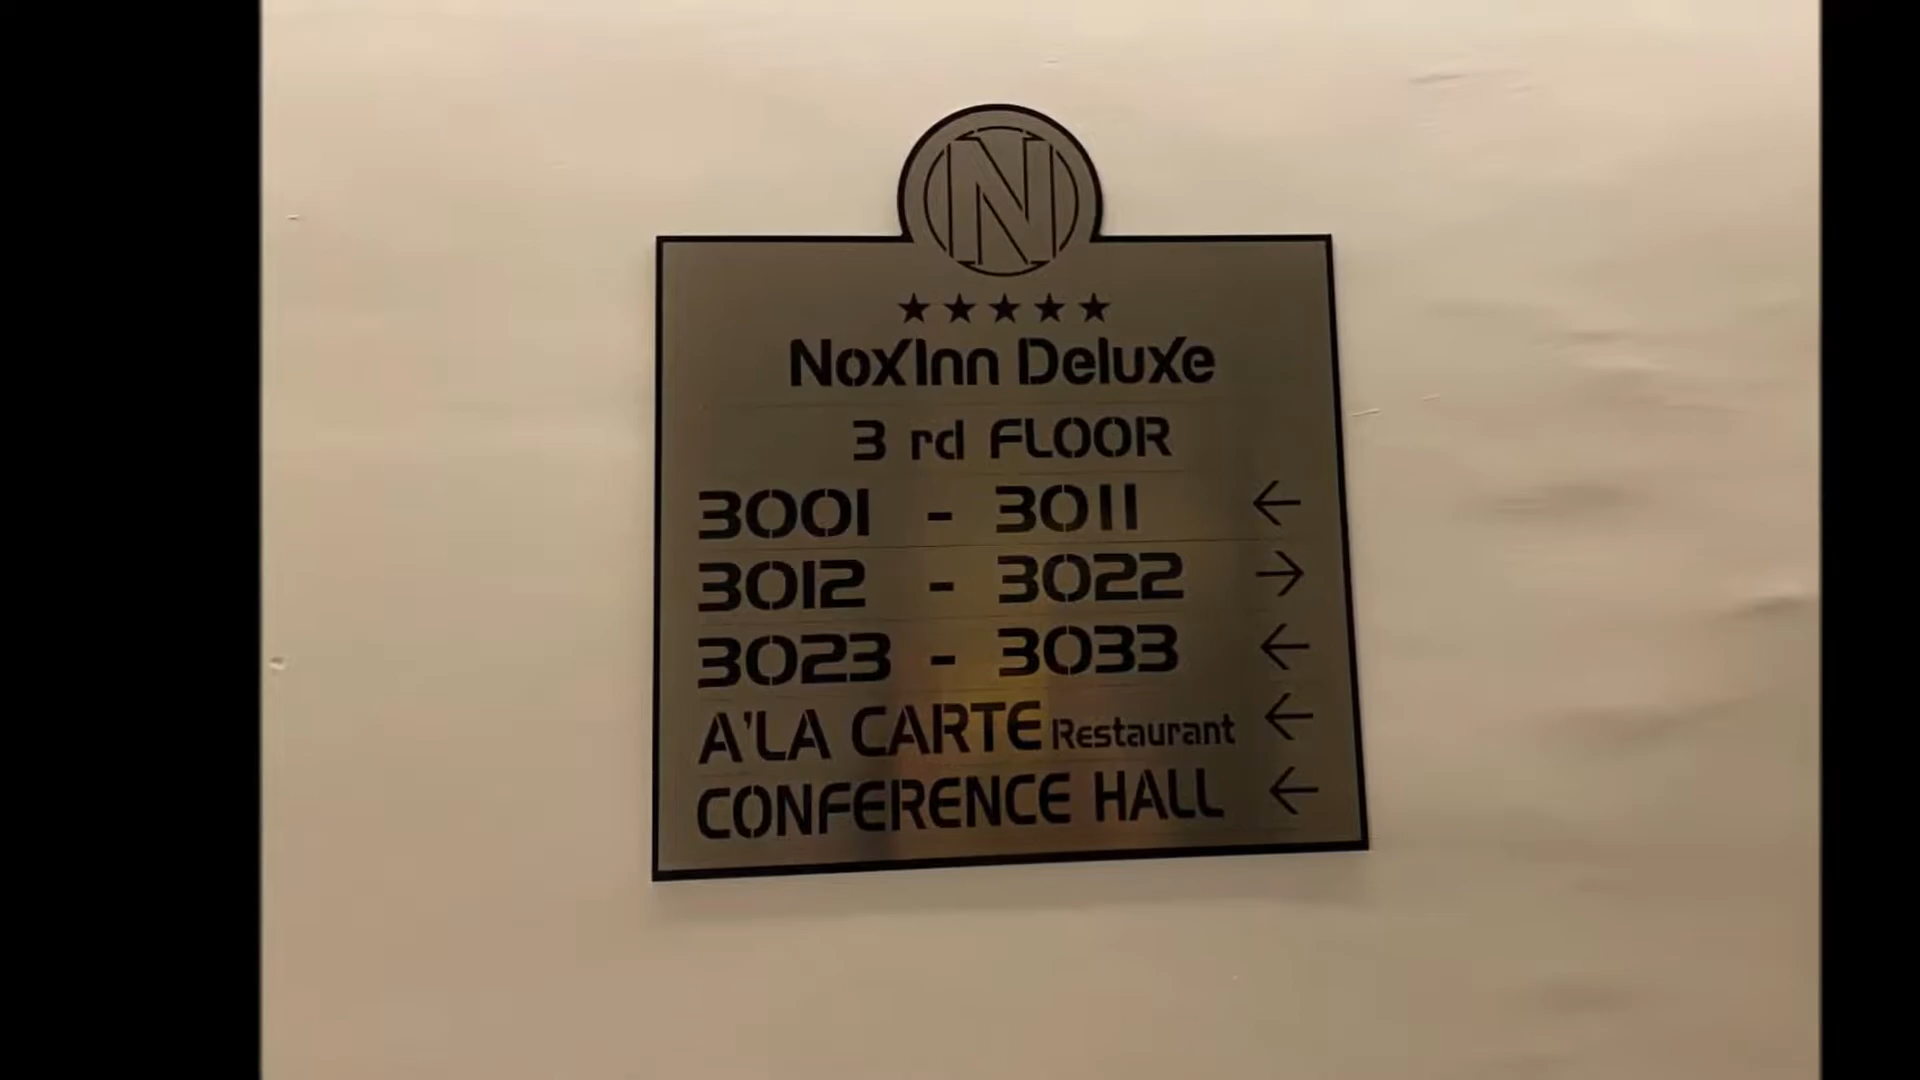 N
★★★★★
NoxInn Deluxe
3 rd FLOOR
3001 - 3011 ←
3012 - 3022 →
3023 - 3033 ←
A'LA CARTE Restaurant ←
CONFERENCE HALL ←